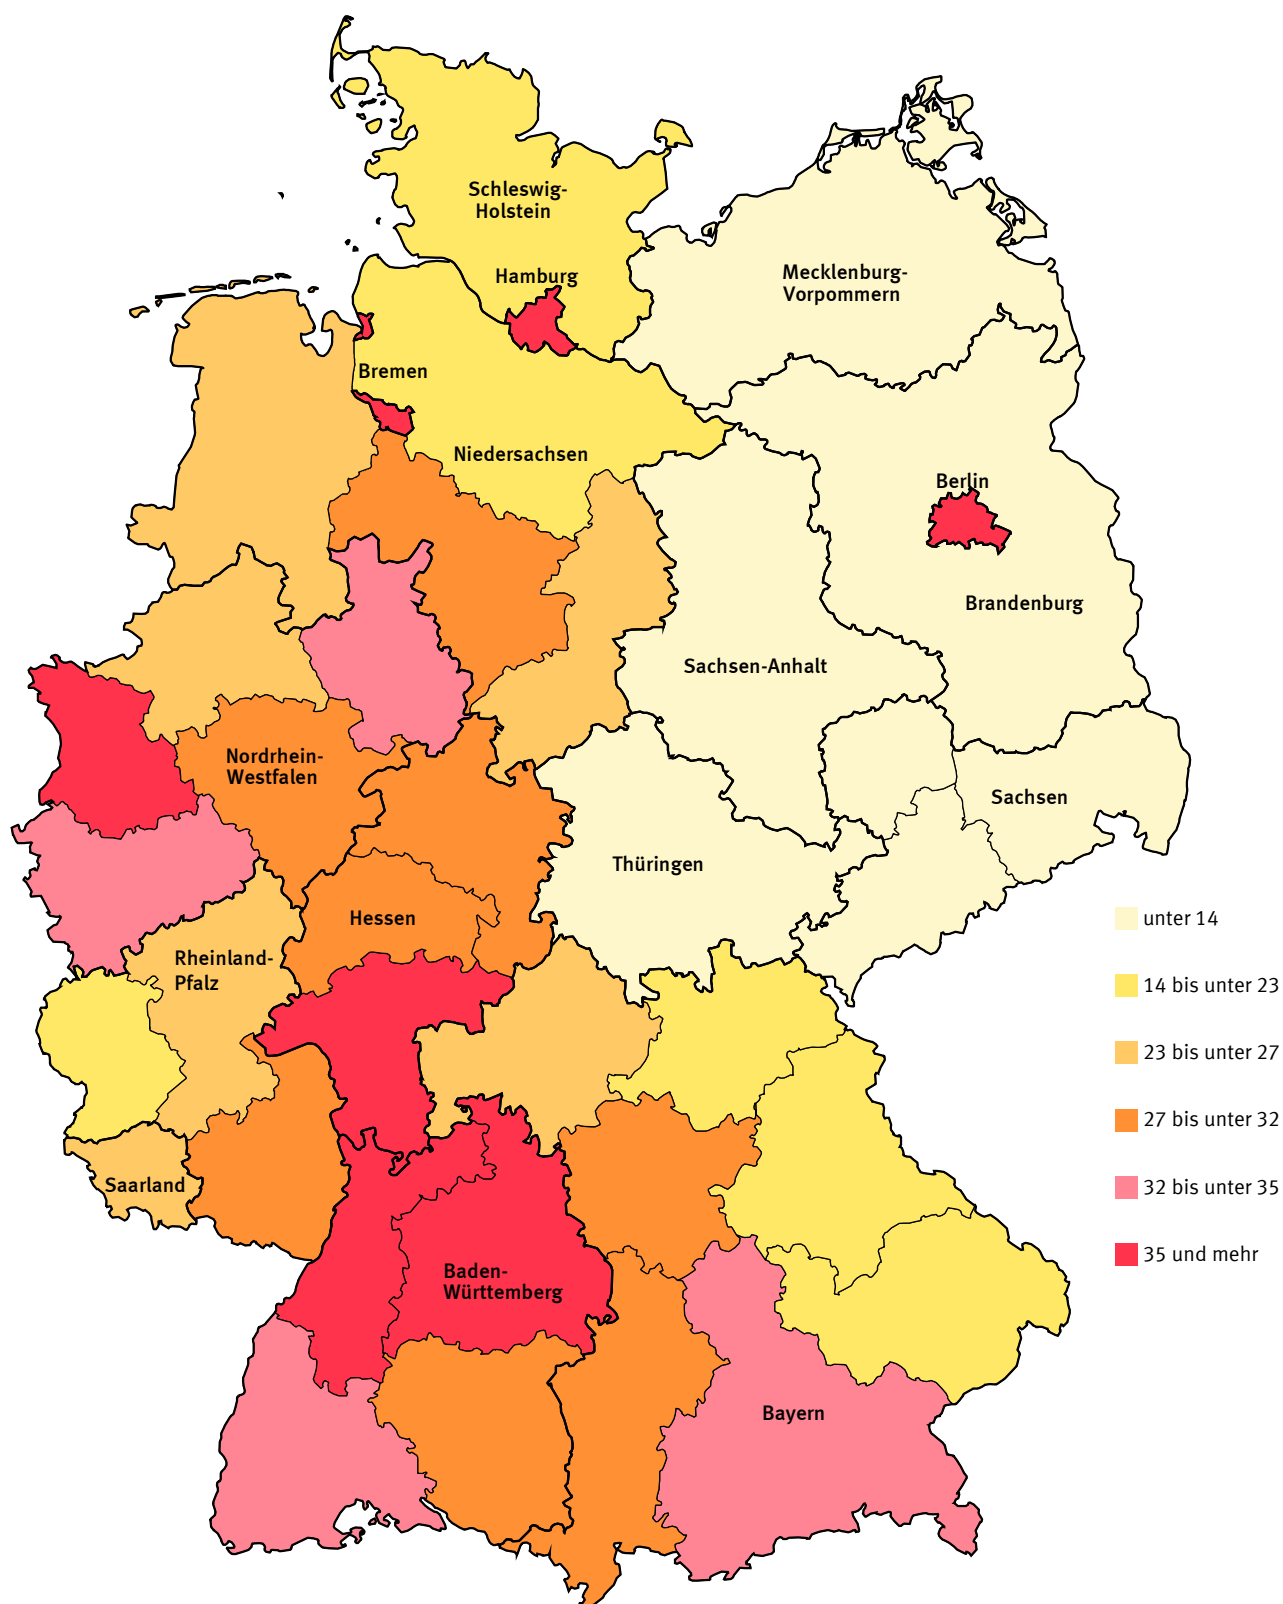 Schleswig-
Holstein
Hamburg
Mecklenburg-
Vorpommern
Bremen
Niedersachsen
Berlin
Brandenburg
Sachsen-Anhalt
Nordrhein-
Westfalen
Sachsen
Thüringen
Hessen
Rheinland-
Pfalz
Saarland
Baden-
Württemberg
Bayern
unter 14
14 bis unter 23
23 bis unter 27
27 bis unter 32
32 bis unter 35
35 und mehr